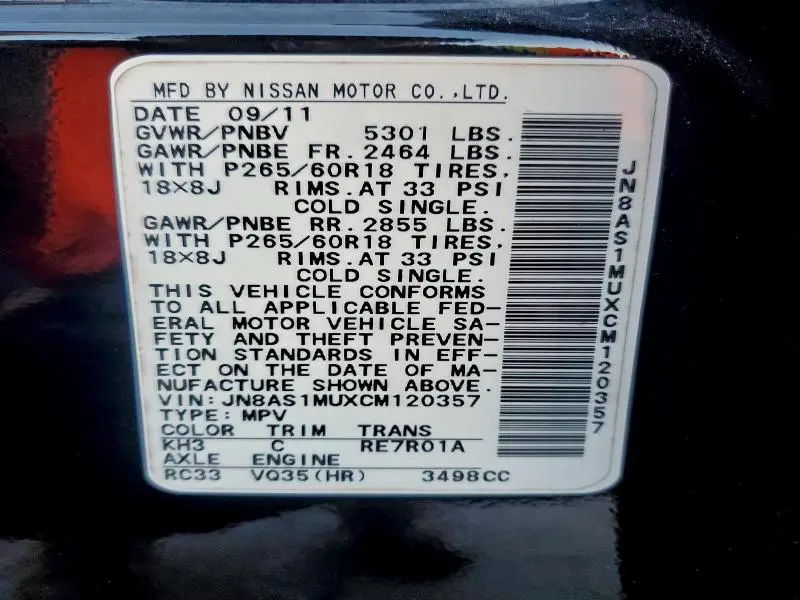 MFD BY NISSAN MOTOR CO.,LTD.
DATE 09/11
GVWR/PNBV 5301 LBS.
GAWR/PNBE FR. 2464 LBS.
WITH P265/60R18 TIRES,
18×8J RIMS. AT 33 PSI
COLD SINGLE.
GAWR/PNBE RR. 2855 LBS.
WITH P265/60R18 TIRES,
18×8J RIMS. AT 33 PSI
COLD SINGLE.
THIS VEHICLE CONFORMS
TO ALL APPLICABLE FED-
ERAL MOTOR VEHICLE SA-
FETY AND THEFT PREVEN-
TION STANDARDS IN EFF-
ECT ON THE DATE OF MA-
NUFACTURE SHOWN ABOVE.
VIN: JN8AS1MUXCM120357
TYPE: MPV
COLOR TRIM TRANS
KH3 C RE7R01A
AXLE ENGINE
RC33 VQ35(HR) 3498CC
JN8AS1MUXCM120357